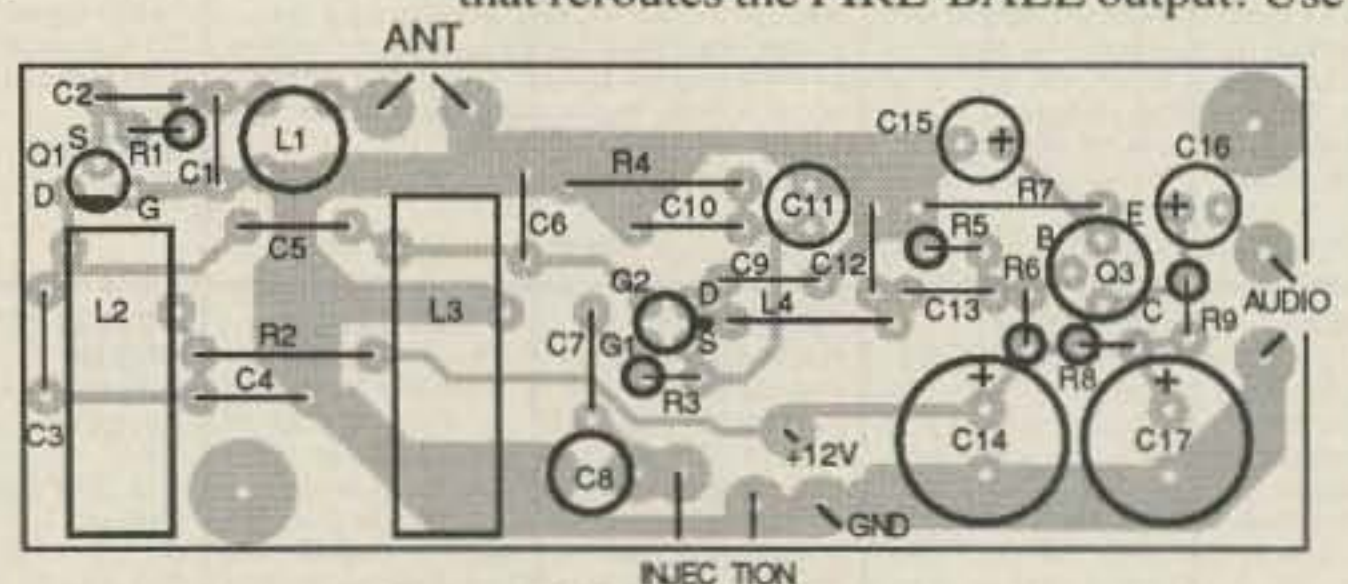 that reroutes the FIRE-BALL output. Use
ANT
C2
C15
C16
S
R1
L1
Q1
C1
R4
R7
D
G
C6
C10
C11
E
C5
R5
B
G2
D
C9
C12
R6
Q3
L2
L3
L4
C13
C
R9
AUDIO
R2
C7
G1
S
R8
C4
R3
C3
C8
+12V
C14
C17
GND
INJEC TION
+
+
+
+